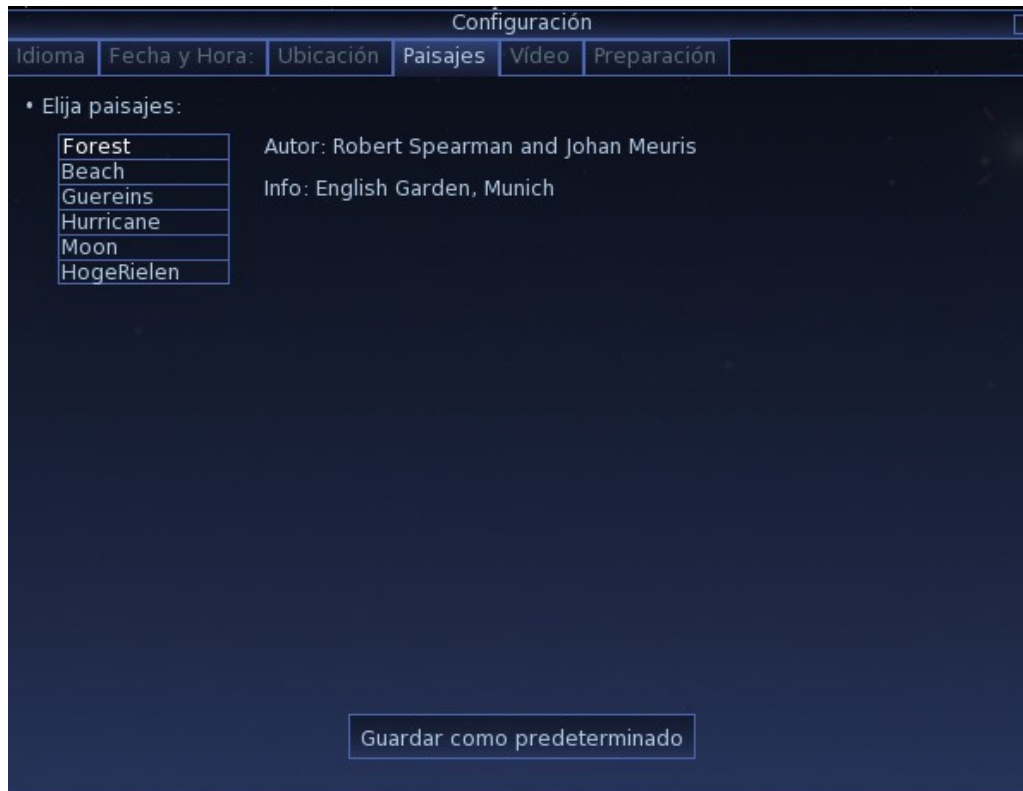 Configuración
Idioma Fecha y Hora: Ubicación Paisajes Vídeo Preparación
• Elija paisajes:
Forest
Beach
Guereins
Hurricane
Moon
HogeRielen
Autor: Robert Spearman and Johan Meuris
Info: English Garden, Munich
Guardar como predeterminado